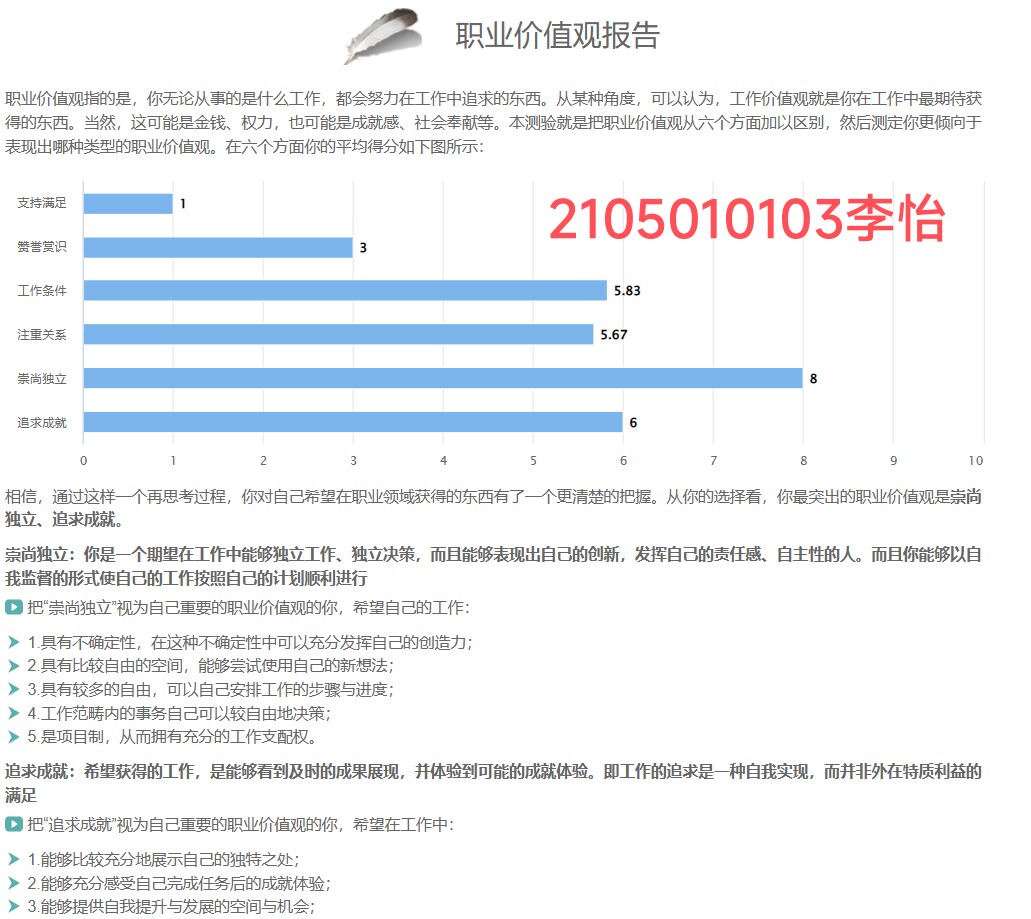 职业价值观报告
职业价值观指的是，你无论从事的是什么工作，都会努力在工作中追求的东西。从某种角度，可以认为，工作价值观就是你在工作中最期待获
得的东西。当然，这可能是金钱、权力，也可能是成就感、社会奉献等。本测验就是把职业价值观从六个方面加以区别，然后测定你更倾向于
表现出哪种类型的职业价值观。在六个方面你的平均得分如下图所示：
2105010103李怡
支持满足 1
赞誉赏识 3
工作条件 5.83
注重关系 5.67
崇尚独立 8
追求成就 6
0 1 2 3 4 5 6 7 8 9 10
相信，通过这样一个再思考过程，你对自己希望在职业领域获得的东西有了一个更清楚的把握。从你的选择看，你最突出的职业价值观是崇尚
独立、追求成就。
崇尚独立：你是一个期望在工作中能够独立工作、独立决策，而且能够表现出自己的创新，发挥自己的责任感、自主性的人。而且你能够以自
我监督的形式使自己的工作按照自己的计划顺利进行
把“崇尚独立”视为自己重要的职业价值观的你，希望自己的工作：
1.具有不确定性，在这种不确定性中可以充分发挥自己的创造力；
2.具有比较自由的空间，能够尝试使用自己的新想法；
3.具有较多的自由，可以自己安排工作的步骤与进度；
4.工作范畴内的事务自己可以较自由地决策；
5.是项目制，从而拥有充分的工作支配权。
追求成就：希望获得的工作，是能够看到及时的成果展现，并体验到可能的成就体验。即工作的追求是一种自我实现，而并非外在特质利益的
满足
把“追求成就”视为自己重要的职业价值观的你，希望在工作中：
1.能够比较充分地展示自己的独特之处；
2.能够充分感受自己完成任务后的成就体验；
3.能够提供自我提升与发展的空间与机会；